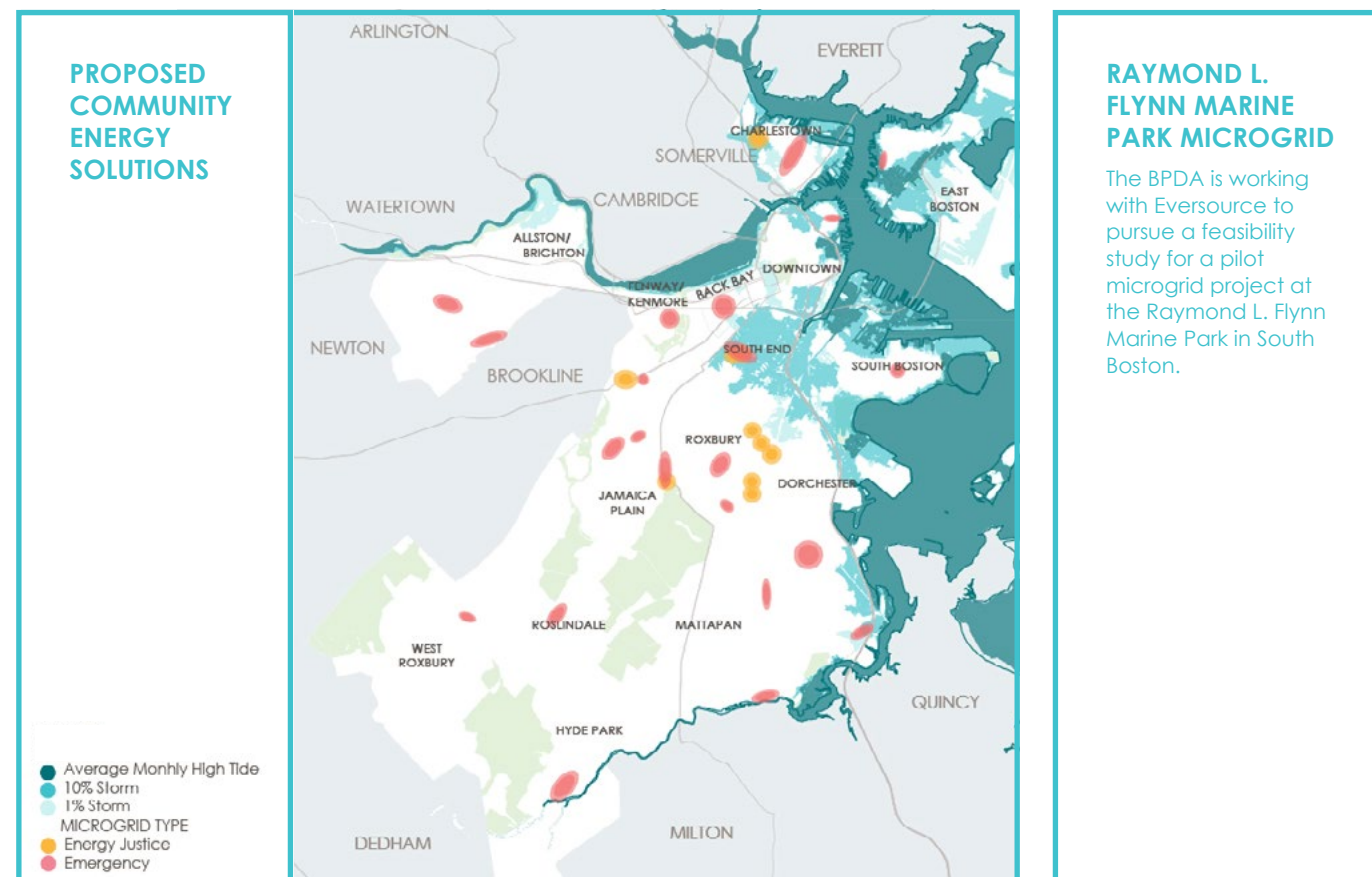 PROPOSED
COMMUNITY
ENERGY
SOLUTIONS
Average Monhly High Tide
10% Storm
1% Storm
MICROGRID TYPE
Energy Justice
Emergency
ARLINGTON
EVERETT
CHARLESTOWN
SOMERVILLE
CAMBRIDGE
WATERTOWN
EAST
BOSTON
ALLSTON/
BRICHTON
DOWNTOWN
FENWAY/
KENMORE
BACK BAY
NEWTON
SOUTH END
SOUTH BOSTON
BROOKLINE
ROXBURY
DORCHESTER
JAMAICA
PLAIN
ROSLINDALE
MATTAPAN
WEST
ROXBURY
QUINCY
HYDE PARK
MILTON
DEDHAM
RAYMOND L.
FLYNN MARINE
PARK MICROGRID
The BPDA is working
with Eversource to
pursue a feasibility
study for a pilot
microgrid project at
the Raymond L. Flynn
Marine Park in South
Boston.